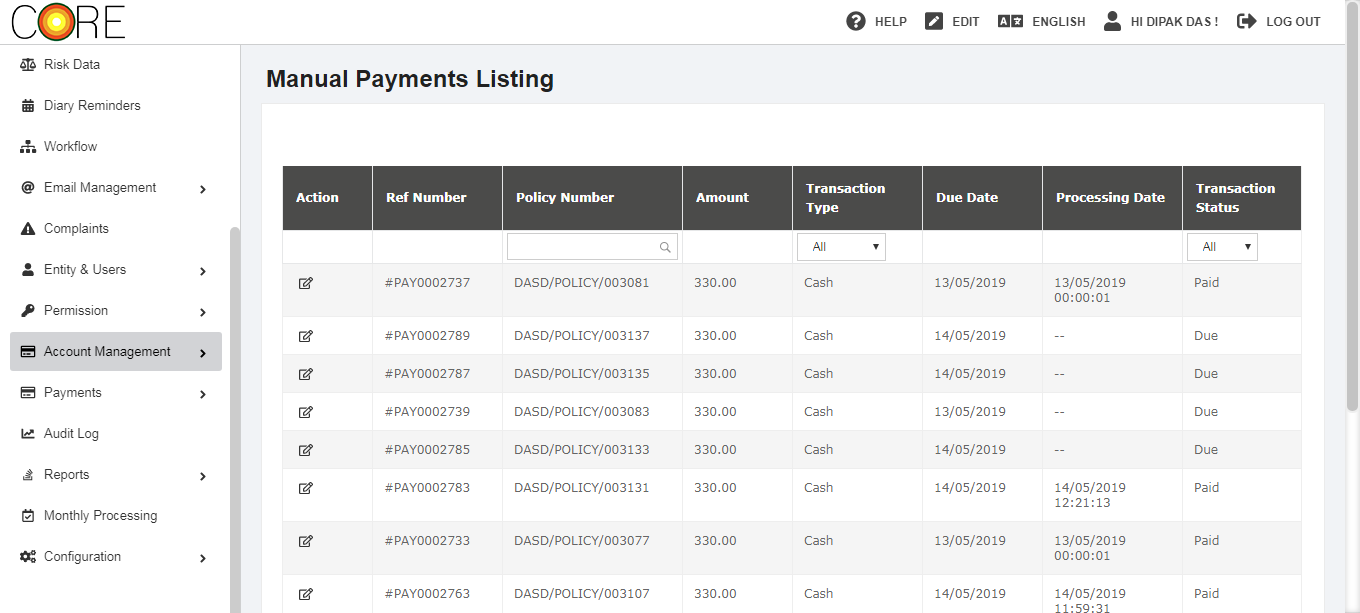 CORE
HELP EDIT A ENGLISH HI DIPAK DAS ! LOG OUT
Risk Data
Diary Reminders
Workflow
Email Management
Complaints
Entity & Users
Permission
Account Management
Payments
Audit Log
Reports
Monthly Processing
Configuration
Manual Payments Listing
Action Ref Number Policy Number Amount Transaction Type Due Date Processing Date Transaction Status
All All
#PAY0002737 DASD/POLICY/003081 330.00 Cash 13/05/2019 13/05/2019 00:00:01 Paid
#PAY0002789 DASD/POLICY/003137 330.00 Cash 14/05/2019 -- Due
#PAY0002787 DASD/POLICY/003135 330.00 Cash 14/05/2019 -- Due
#PAY0002739 DASD/POLICY/003083 330.00 Cash 13/05/2019 -- Due
#PAY0002785 DASD/POLICY/003133 330.00 Cash 14/05/2019 -- Due
#PAY0002783 DASD/POLICY/003131 330.00 Cash 14/05/2019 14/05/2019 12:21:13 Paid
#PAY0002733 DASD/POLICY/003077 330.00 Cash 13/05/2019 13/05/2019 00:00:01 Paid
#PAY0002763 DASD/POLICY/003107 330.00 Cash 14/05/2019 14/05/2019 11:59:31 Paid